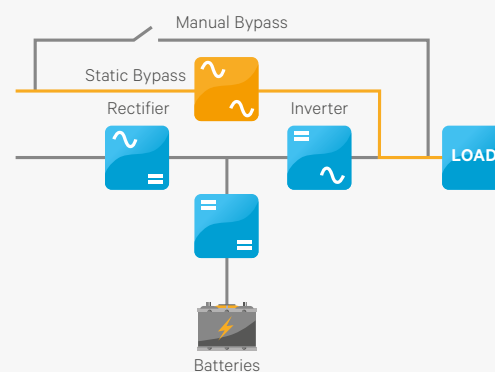 Manual Bypass
Static Bypass
Rectifier
Inverter
LOAD
Batteries